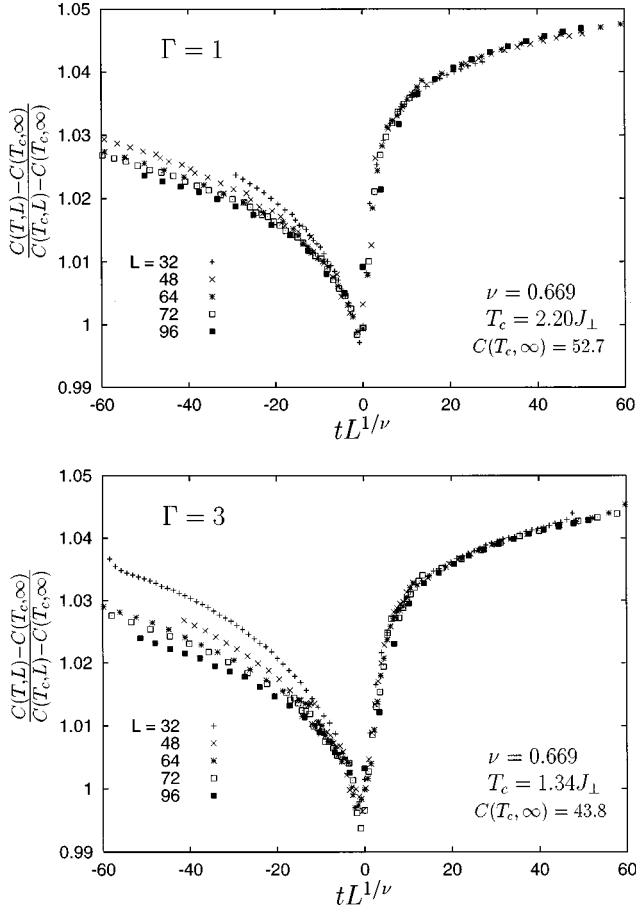 1.05
Γ = 1
1.04
C(T,L)−C(T_c,∞)
C(T_c,L)−C(T_c,∞)
1.03
1.02
L = 32 +
48 ×
64 ∗
72 □
96 ■
1.01
ν = 0.669
T_c = 2.20J_⊥
C(T_c,∞) = 52.7
1
0.99
-60 -40 -20 0 20 40 60
tL^{1/ν}
1.05
Γ = 3
1.04
C(T,L)−C(T_c,∞)
C(T_c,L)−C(T_c,∞)
1.03
1.02
L = 32 +
48 ×
64 ∗
72 □
96 ■
1.01
ν = 0.669
T_c = 1.34J_⊥
C(T_c,∞) = 43.8
1
0.99
-60 -40 -20 0 20 40 60
tL^{1/ν}